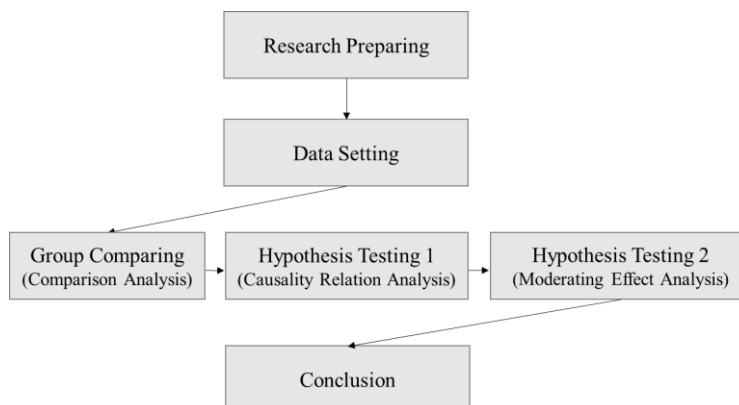 Research Preparing
Data Setting
Group Comparing
(Comparison Analysis)
Hypothesis Testing 1
(Causality Relation Analysis)
Hypothesis Testing 2
(Moderating Effect Analysis)
Conclusion